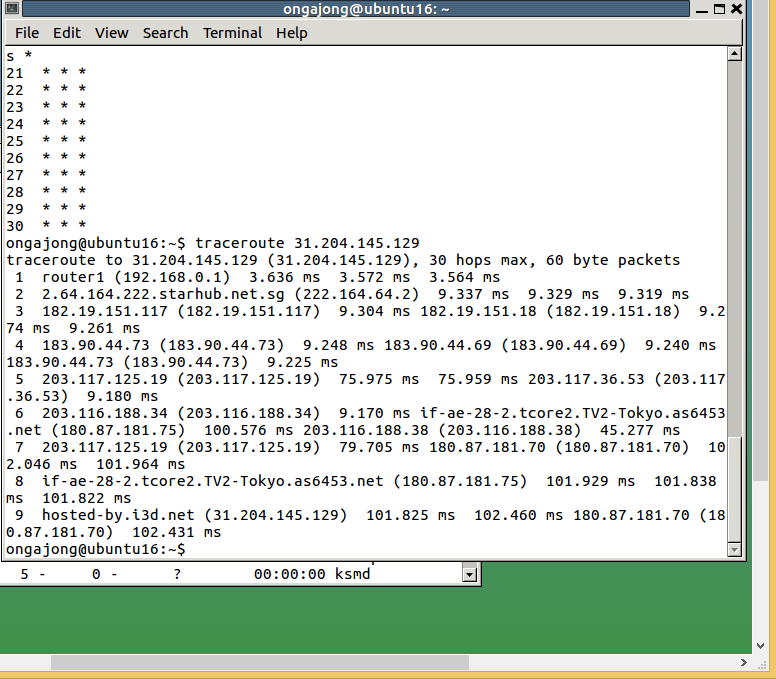 ongajong@ubuntu16: ~
File Edit View Search Terminal Help
s *
21  * * *
22  * * *
23  * * *
24  * * *
25  * * *
26  * * *
27  * * *
28  * * *
29  * * *
30  * * *
ongajong@ubuntu16:~$ traceroute 31.204.145.129
traceroute to 31.204.145.129 (31.204.145.129), 30 hops max, 60 byte packets
 1  router1 (192.168.0.1)  3.636 ms  3.572 ms  3.564 ms
 2  2.64.164.222.starhub.net.sg (222.164.64.2)  9.337 ms  9.329 ms  9.319 ms
 3  182.19.151.117 (182.19.151.117)  9.304 ms 182.19.151.18 (182.19.151.18)  9.2
74 ms  9.261 ms
 4  183.90.44.73 (183.90.44.73)  9.248 ms 183.90.44.69 (183.90.44.69)  9.240 ms
183.90.44.73 (183.90.44.73)  9.225 ms
 5  203.117.125.19 (203.117.125.19)  75.975 ms  75.959 ms 203.117.36.53 (203.117
.36.53)  9.180 ms
 6  203.116.188.34 (203.116.188.34)  9.170 ms if-ae-28-2.tcore2.TV2-Tokyo.as6453
.net (180.87.181.75)  100.576 ms 203.116.188.38 (203.116.188.38)  45.277 ms
 7  203.117.125.19 (203.117.125.19)  79.705 ms 180.87.181.70 (180.87.181.70)  10
2.046 ms  101.964 ms
 8  if-ae-28-2.tcore2.TV2-Tokyo.as6453.net (180.87.181.75)  101.929 ms  101.838
ms  101.822 ms
 9  hosted-by.i3d.net (31.204.145.129)  101.825 ms  102.460 ms 180.87.181.70 (18
0.87.181.70)  102.431 ms
ongajong@ubuntu16:~$
5 -     0 -      ?        00:00:00 ksmd